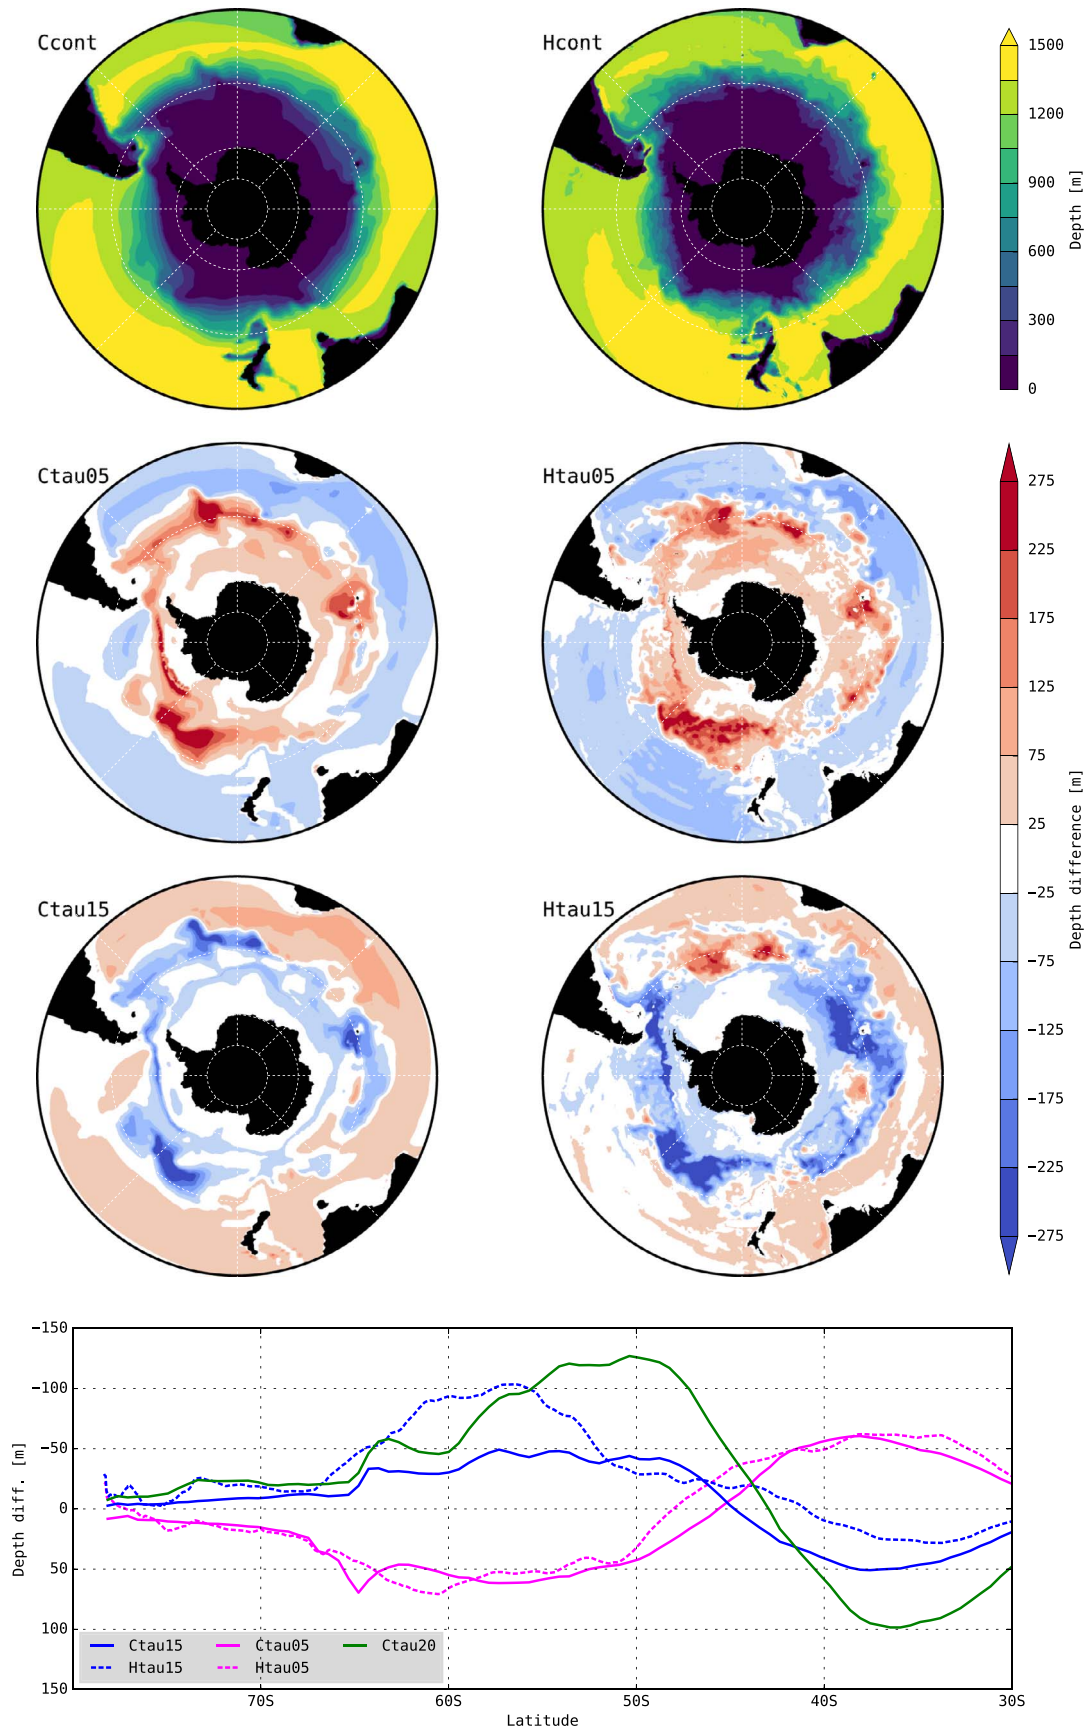 Ccont
Hcont
1500
1200
900
600
300
0
Depth [m]
Ctau05
Htau05
Ctau15
Htau15
275
225
175
125
75
25
−25
−75
−125
−175
−225
−275
Depth difference [m]
−150
−100
−50
0
50
100
150
Depth diff. [m]
Ctau15
Ctau05
Ctau20
Htau15
Htau05
70S
60S
50S
40S
30S
Latitude